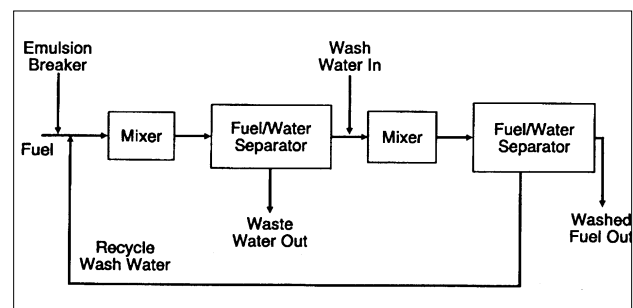 Emulsion
Breaker
Wash
Water In
Fuel
Mixer
Fuel/Water
Separator
Mixer
Fuel/Water
Separator
Waste
Water Out
Washed
Fuel Out
Recycle
Wash Water